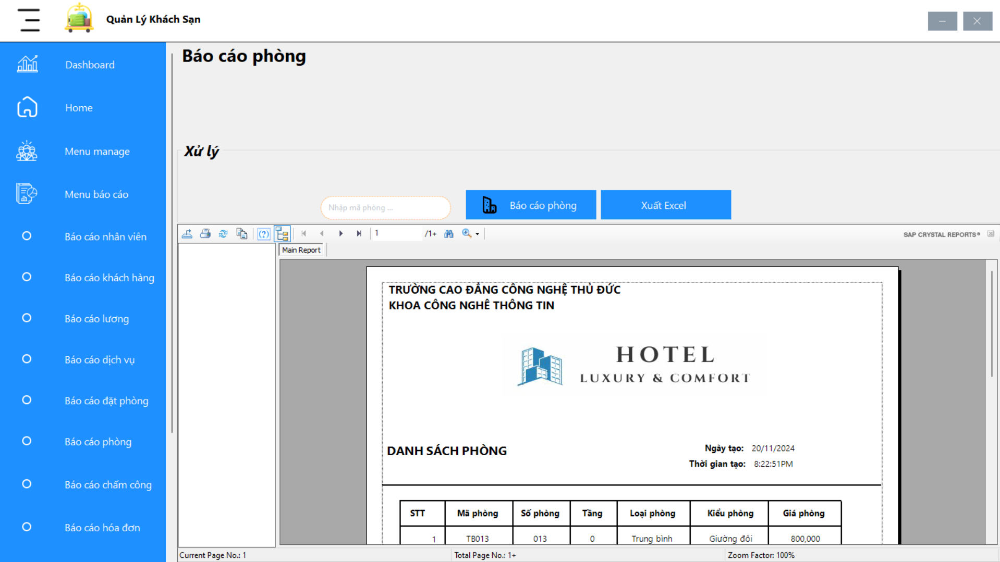 Quản Lý Khách Sạn
Dashboard
Home
Menu manage
Menu báo cáo
Báo cáo nhân viên
Báo cáo khách hàng
Báo cáo lương
Báo cáo dịch vụ
Báo cáo đặt phòng
Báo cáo phòng
Báo cáo chấm công
Báo cáo hóa đơn
Báo cáo phòng
Xử lý
Nhập mã phòng ...
Báo cáo phòng
Xuất Excel
1 /1+
SAP CRYSTAL REPORTS®
Main Report
TRƯỜNG CAO ĐẲNG CÔNG NGHỆ THỦ ĐỨC
KHOA CÔNG NGHÊ THÔNG TIN
HOTEL
LUXURY & COMFORT
DANH SÁCH PHÒNG
Ngày tạo: 20/11/2024
Thời gian tạo: 8:22:51PM
STT Mã phòng Số phòng Tầng Loại phòng Kiểu phòng Giá phòng
1 TB013 013 0 Trung bình Giường đôi 800,000
Current Page No.: 1 Total Page No.: 1+ Zoom Factor: 100%